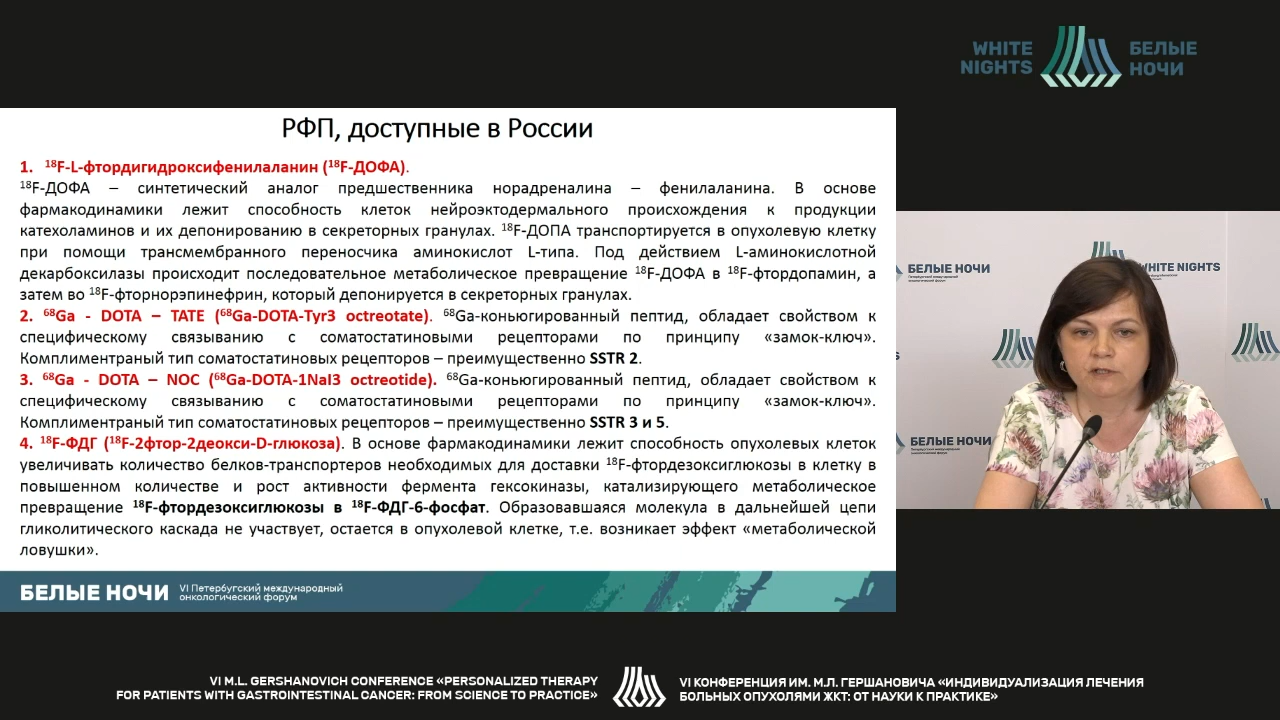 WHITE
NIGHTS
БЕЛЫЕ
НОЧИ
РФП, доступные в России
1. ¹⁸F-L-фтордигидроксифенилаланин (¹⁸F-ДОФА).
¹⁸F-ДОФА – синтетический аналог предшественника норадреналина – фенилаланина. В основе
фармакодинамики лежит способность клеток нейроэктодермального происхождения к продукции
катехоламинов и их депонированию в секреторных гранулах. ¹⁸F-ДОПА транспортируется в опухолевую клетку
при помощи трансмембранного переносчика аминокислот L-типа. Под действием L-аминокислотной
декарбоксилазы происходит последовательное метаболическое превращение ¹⁸F-ДОФА в ¹⁸F-фтордопамин, а
затем во ¹⁸F-фторнорэпинефрин, который депонируется в секреторных гранулах.
2. ⁶⁸Ga - DOTA – TATE (⁶⁸Ga-DOTA-Tyr3 octreotate). ⁶⁸Ga-коньюгированный пептид, обладает свойством к
специфическому связыванию с соматостатиновыми рецепторами по принципу «замок-ключ».
Комплиментраный тип соматостатиновых рецепторов – преимущественно SSTR 2.
3. ⁶⁸Ga - DOTA – NOC (⁶⁸Ga-DOTA-1NaI3 octreotide). ⁶⁸Ga-коньюгированный пептид, обладает свойством к
специфическому связыванию с соматостатиновыми рецепторами по принципу «замок-ключ».
Комплиментраный тип соматостатиновых рецепторов – преимущественно SSTR 3 и 5.
4. ¹⁸F-ФДГ (¹⁸F-2фтор-2деокси-D-глюкоза). В основе фармакодинамики лежит способность опухолевых клеток
увеличивать количество белков-транспортеров необходимых для доставки ¹⁸F-фтордезоксиглюкозы в клетку в
повышенном количестве и рост активности фермента гексокиназы, катализирующего метаболическое
превращение ¹⁸F-фтордезоксиглюкозы в ¹⁸F-ФДГ-6-фосфат. Образовавшаяся молекула в дальнейшей цепи
гликолитического каскада не участвует, остается в опухолевой клетке, т.е. возникает эффект «метаболической
ловушки».
БЕЛЫЕ НОЧИ
VI Петербугский международный
онкологический форум
БЕЛЫЕ НОЧИ
WHITE NIGHTS
БЕЛЫЕ НОЧИ
VI M.L. GERSHANOVICH CONFERENCE «PERSONALIZED THERAPY
FOR PATIENTS WITH GASTROINTESTINAL CANCER: FROM SCIENCE TO PRACTICE»
VI КОНФЕРЕНЦИЯ ИМ. М.Л. ГЕРШАНОВИЧА «ИНДИВИДУАЛИЗАЦИЯ ЛЕЧЕНИЯ
БОЛЬНЫХ ОПУХОЛЯМИ ЖКТ: ОТ НАУКИ К ПРАКТИКЕ»